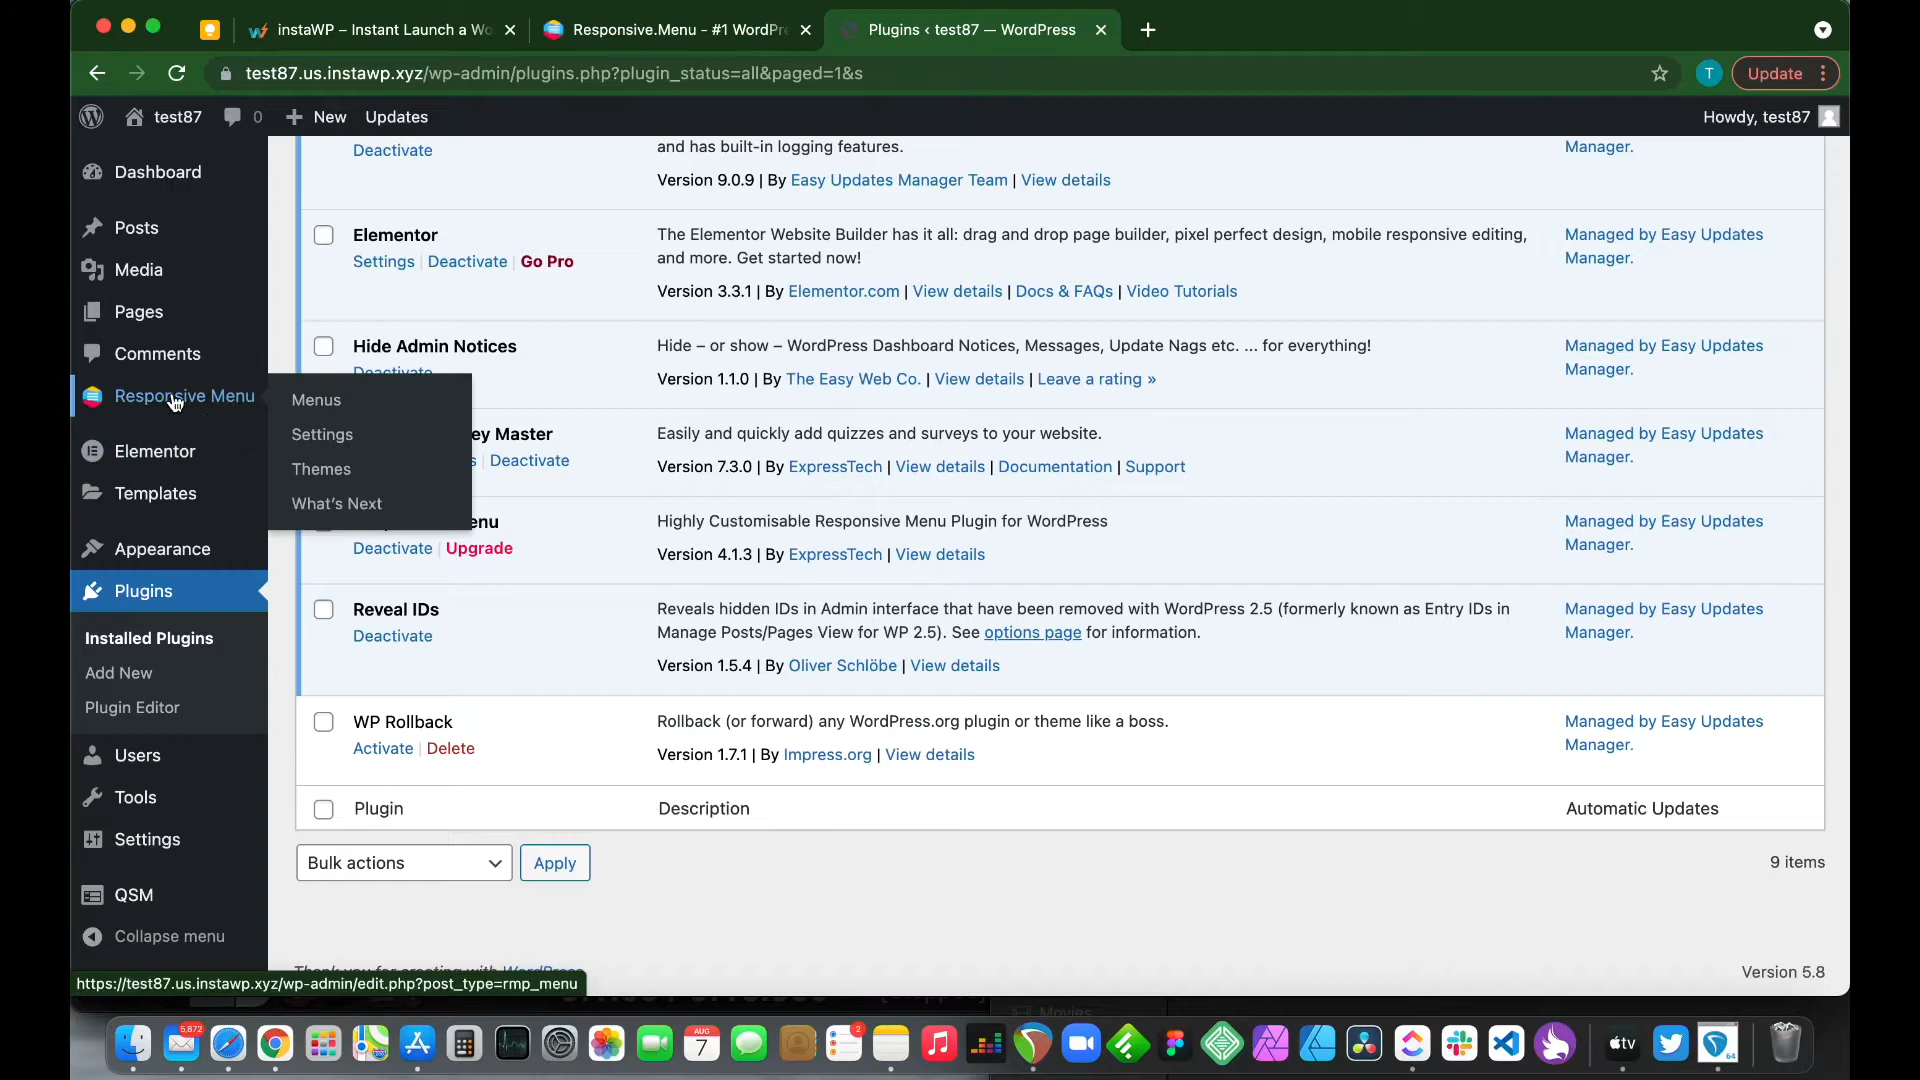 instaWP – Instant Launch a Wo
Responsive.Menu - #1 WordPre
Plugins ‹ test87 — WordPress
test87.us.instawp.xyz/wp-admin/plugins.php?plugin_status=all&paged=1&s
T
Update
test87
0
New
Updates
Howdy, test87
Dashboard
Posts
Media
Pages
Comments
Responsive Menu
Elementor
Templates
Appearance
Plugins
Installed Plugins
Add New
Plugin Editor
Users
Tools
Settings
QSM
Collapse menu
Menus
Settings
Themes
What's Next
Deactivate
and has built-in logging features.
Manager.
Version 9.0.9 | By Easy Updates Manager Team | View details
Elementor
Settings | Deactivate | Go Pro
The Elementor Website Builder has it all: drag and drop page builder, pixel perfect design, mobile responsive editing,
and more. Get started now!
Version 3.3.1 | By Elementor.com | View details | Docs & FAQs | Video Tutorials
Managed by Easy Updates
Manager.
Hide Admin Notices
Deactivate
Hide – or show – WordPress Dashboard Notices, Messages, Update Nags etc. ... for everything!
Version 1.1.0 | By The Easy Web Co. | View details | Leave a rating »
Managed by Easy Updates
Manager.
ey Master
s | Deactivate
Easily and quickly add quizzes and surveys to your website.
Version 7.3.0 | By ExpressTech | View details | Documentation | Support
Managed by Easy Updates
Manager.
enu
Deactivate | Upgrade
Highly Customisable Responsive Menu Plugin for WordPress
Version 4.1.3 | By ExpressTech | View details
Managed by Easy Updates
Manager.
Reveal IDs
Deactivate
Reveals hidden IDs in Admin interface that have been removed with WordPress 2.5 (formerly known as Entry IDs in
Manage Posts/Pages View for WP 2.5). See options page for information.
Version 1.5.4 | By Oliver Schlöbe | View details
Managed by Easy Updates
Manager.
WP Rollback
Activate | Delete
Rollback (or forward) any WordPress.org plugin or theme like a boss.
Version 1.7.1 | By Impress.org | View details
Managed by Easy Updates
Manager.
Plugin
Description
Automatic Updates
Bulk actions
Apply
9 items
Thank you for creating with WordPress
Version 5.8
https://test87.us.instawp.xyz/wp-admin/edit.php?post_type=rmp_menu
Movies
5,872
AUG
7
2
tv
64